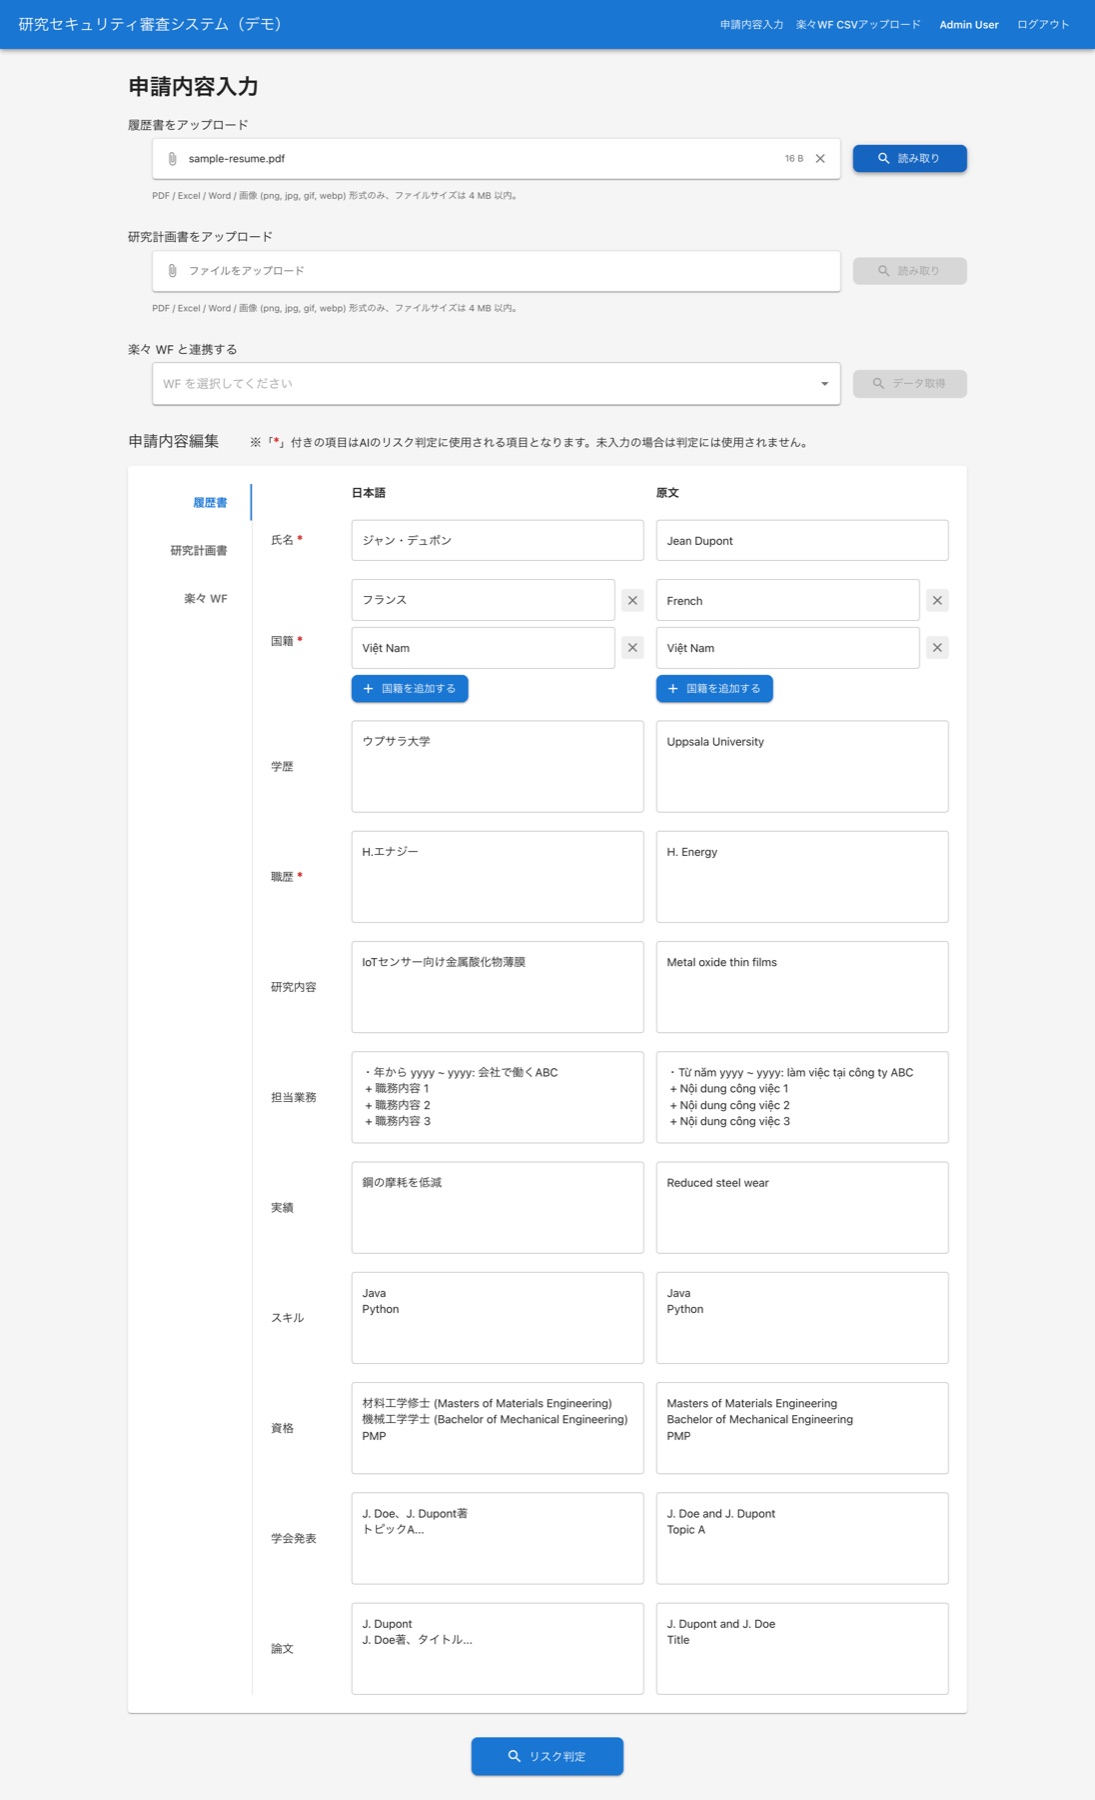 研究セキュリティ審査システム（デモ）
申請内容入力
楽々WF CSVアップロード
Admin User
ログアウト
申請内容入力
履歴書をアップロード
sample-resume.pdf
16 B
読み取り
PDF / Excel / Word / 画像 (png, jpg, gif, webp) 形式のみ、ファイルサイズは 4 MB 以内。
研究計画書をアップロード
ファイルをアップロード
読み取り
PDF / Excel / Word / 画像 (png, jpg, gif, webp) 形式のみ、ファイルサイズは 4 MB 以内。
楽々 WF と連携する
WF を選択してください
データ取得
申請内容編集
※「*」付きの項目はAIのリスク判定に使用される項目となります。未入力の場合は判定には使用されません。
履歴書
研究計画書
楽々 WF
日本語
原文
氏名 *
ジャン・デュポン
Jean Dupont
国籍 *
フランス
French
Việt Nam
Việt Nam
国籍を追加する
国籍を追加する
学歴
ウプサラ大学
Uppsala University
職歴 *
H.エナジー
H. Energy
研究内容
IoTセンサー向け金属酸化物薄膜
Metal oxide thin films
担当業務
・年から yyyy ~ yyyy: 会社で働くABC
+ 職務内容 1
+ 職務内容 2
+ 職務内容 3
・Từ năm yyyy ~ yyyy: làm việc tại công ty ABC
+ Nội dung công việc 1
+ Nội dung công việc 2
+ Nội dung công việc 3
実績
鋼の摩耗を低減
Reduced steel wear
スキル
Java
Python
Java
Python
資格
材料工学修士 (Masters of Materials Engineering)
機械工学学士 (Bachelor of Mechanical Engineering)
PMP
Masters of Materials Engineering
Bachelor of Mechanical Engineering
PMP
学会発表
J. Doe、J. Dupont著
トピックA...
J. Doe and J. Dupont
Topic A
論文
J. Dupont
J. Doe著、タイトル...
J. Dupont and J. Doe
Title
リスク判定